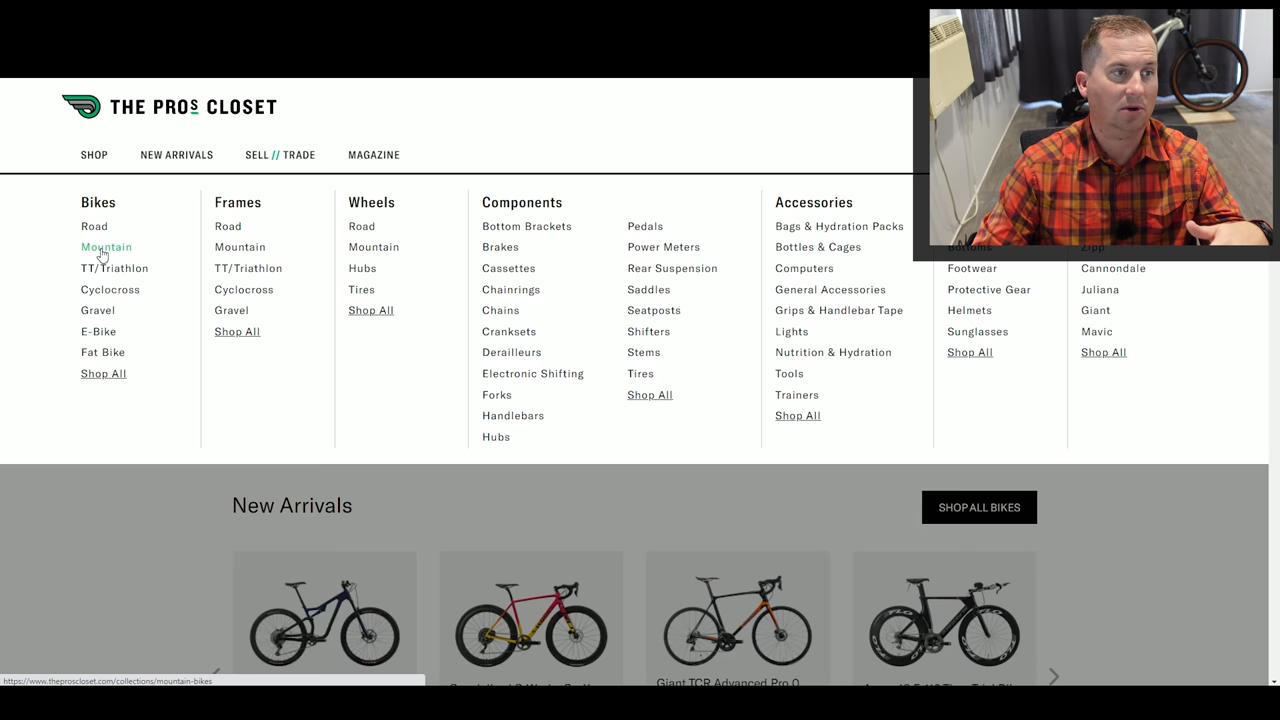 THE PROS CLOSET
SHOP
NEW ARRIVALS
SELL // TRADE
MAGAZINE
Bikes
Road
Mountain
TT/Triathlon
Cyclocross
Gravel
E-Bike
Fat Bike
Shop All
Frames
Road
Mountain
TT/Triathlon
Cyclocross
Gravel
Shop All
Wheels
Road
Mountain
Hubs
Tires
Shop All
Components
Bottom Brackets
Brakes
Cassettes
Chainrings
Chains
Cranksets
Derailleurs
Electronic Shifting
Forks
Handlebars
Hubs
Pedals
Power Meters
Rear Suspension
Saddles
Seatposts
Shifters
Stems
Tires
Shop All
Accessories
Bags & Hydration Packs
Bottles & Cages
Computers
General Accessories
Grips & Handlebar Tape
Lights
Nutrition & Hydration
Tools
Trainers
Shop All
Bottoms
Footwear
Protective Gear
Helmets
Sunglasses
Shop All
Zipp
Cannondale
Juliana
Giant
Mavic
Shop All
New Arrivals
SHOP ALL BIKES
Giant TCR Advanced Pro 0
https://www.theproscloset.com/collections/mountain-bikes